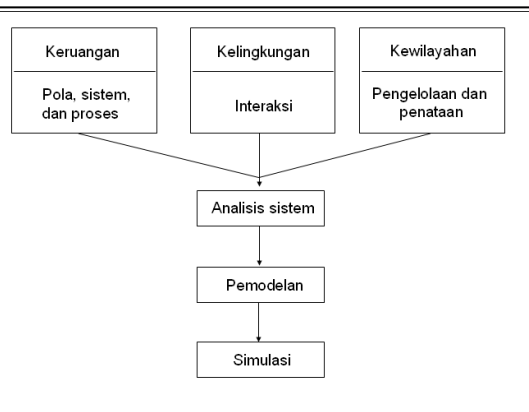 Keruangan
Pola, sistem,
dan proses
Kelingkungan
Interaksi
Kewilayahan
Pengelolaan dan
penataan
Analisis sistem
Pemodelan
Simulasi